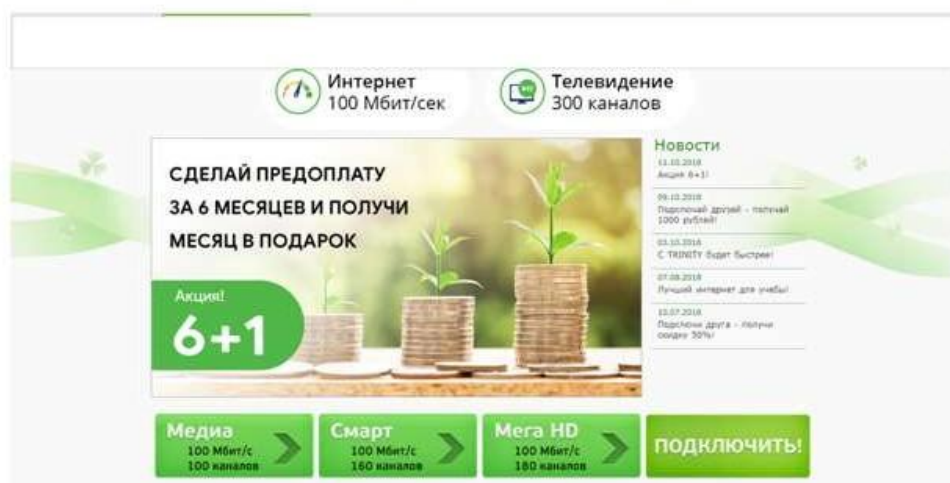 Интернет
100 Мбит/сек
Телевидение
300 каналов
СДЕЛАЙ ПРЕДОПЛАТУ
ЗА 6 МЕСЯЦЕВ И ПОЛУЧИ
МЕСЯЦ В ПОДАРОК
Акция!
6+1
Новости
11.10.2018
Акция 6+1!
09.10.2018
Подключай друзей - получай
1000 рублей!
03.10.2018
С TRINITY будет быстрее!
07.08.2018
Лучший интернет для учебы!
10.07.2018
Подключи друга - получи
скидку 50%!
Медиа
100 Мбит/с
100 каналов
Смарт
100 Мбит/с
160 каналов
Мега HD
100 Мбит/с
180 каналов
ПОДКЛЮЧИТЬ!